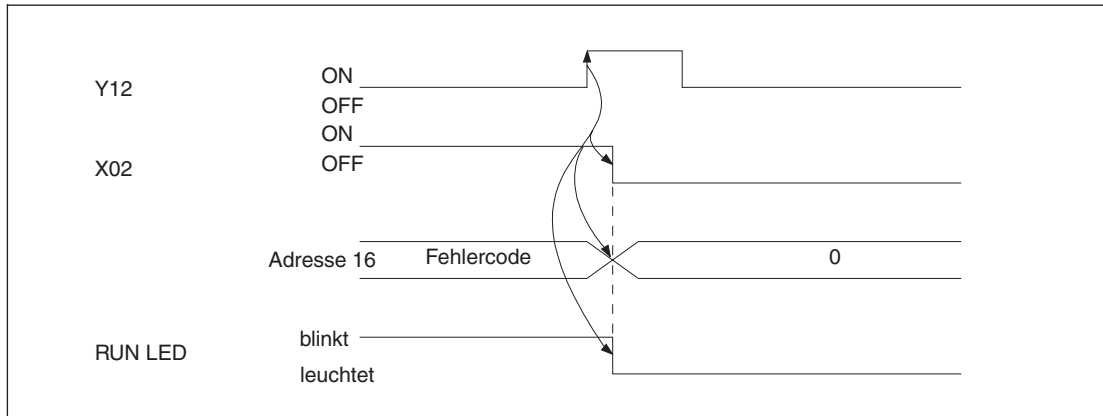 Y12
ON
OFF
X02
ON
OFF
Adresse 16
Fehlercode
0
RUN LED
blinkt
leuchtet